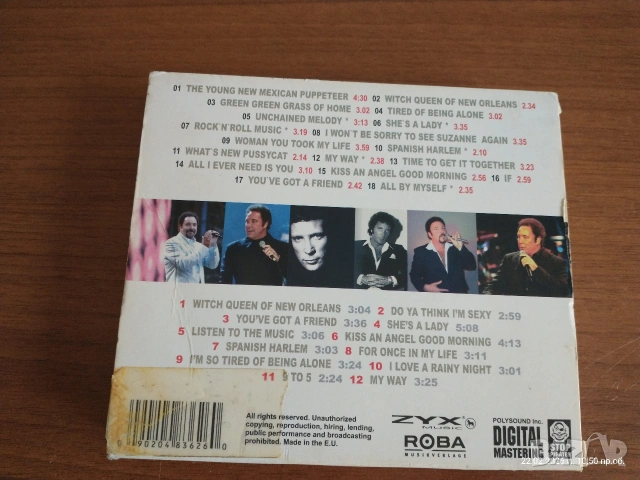 01 THE YOUNG NEW MEXICAN PUPPETEER 4:30 02 WITCH QUEEN OF NEW ORLEANS 2.34
03 GREEN GREEN GRASS OF HOME 3.02 04 TIRED OF BEING ALONE 3.02
05 UNCHAINED MELODY * 3:13 06 SHE'S A LADY * 3.35
07 ROCK'N'ROLL MUSIC * 3.19 08 I WON'T BE SORRY TO SEE SUZANNE AGAIN 3.35
09 WOMAN YOU TOOK MY LIFE 3.59 10 SPANISH HARLEM * 2.10
11 WHAT'S NEW PUSSYCAT 2.14 12 MY WAY * 2.38 13 TIME TO GET IT TOGETHER 3.23
14 ALL I EVER NEED IS YOU 3.10 15 KISS AN ANGEL GOOD MORNING 2.56 16 IF 2.59
17 YOU'VE GOT A FRIEND 2.42 18 ALL BY MYSELF * 2.35
1 WITCH QUEEN OF NEW ORLEANS 3:04 2 DO YA THINK I'M SEXY 2:59
3 YOU'VE GOT A FRIEND 3:36 4 SHE'S A LADY 5:08
5 LISTEN TO THE MUSIC 3:06 6 KISS AN ANGEL GOOD MORNING 4:13
7 SPANISH HARLEM 3:03 8 FOR ONCE IN MY LIFE 3:11
9 I'M SO TIRED OF BEING ALONE 3:24 10 I LOVE A RAINY NIGHT 3:01
11 9 TO 5 2:24 12 MY WAY 3:25
All rights reserved. Unauthorized
copying, reproduction, hiring, lending,
public performance and broadcasting
prohibited. Made in the E.U.
ZYX
MUSIC
ROBA
MUSIKVERLAGE
POLYSOUND Inc.
DIGITAL
MASTERING
STOP
90204 83626 0